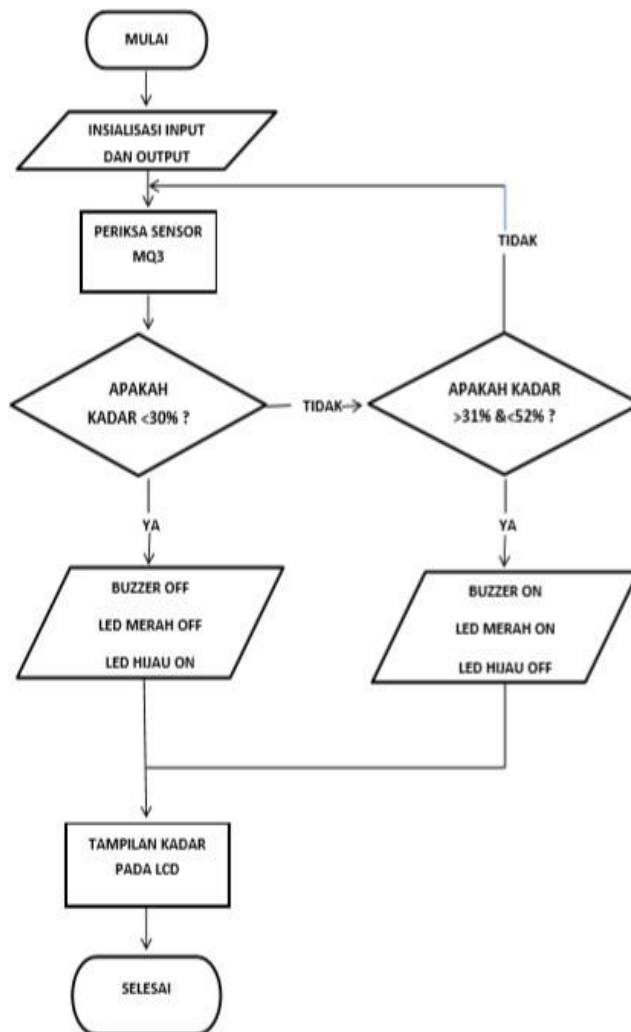 MULAI
INSIALISASI INPUT
DAN OUTPUT
PERIKSA SENSOR
MQ3
APAKAH
KADAR <30% ?
TIDAK
APAKAH KADAR
>31% &<52% ?
TIDAK
YA
YA
BUZZER OFF
LED MERAH OFF
LED HIJAU ON
BUZZER ON
LED MERAH ON
LED HIJAU OFF
TAMPILAN KADAR
PADA LCD
SELESAI